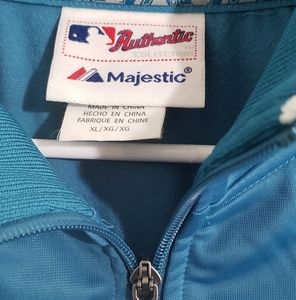 Authentic
COLLECTION
Majestic®
MADE IN CHINA
HECHO EN CHINA
FABRIQUE EN CHINE
XL/XG/XG